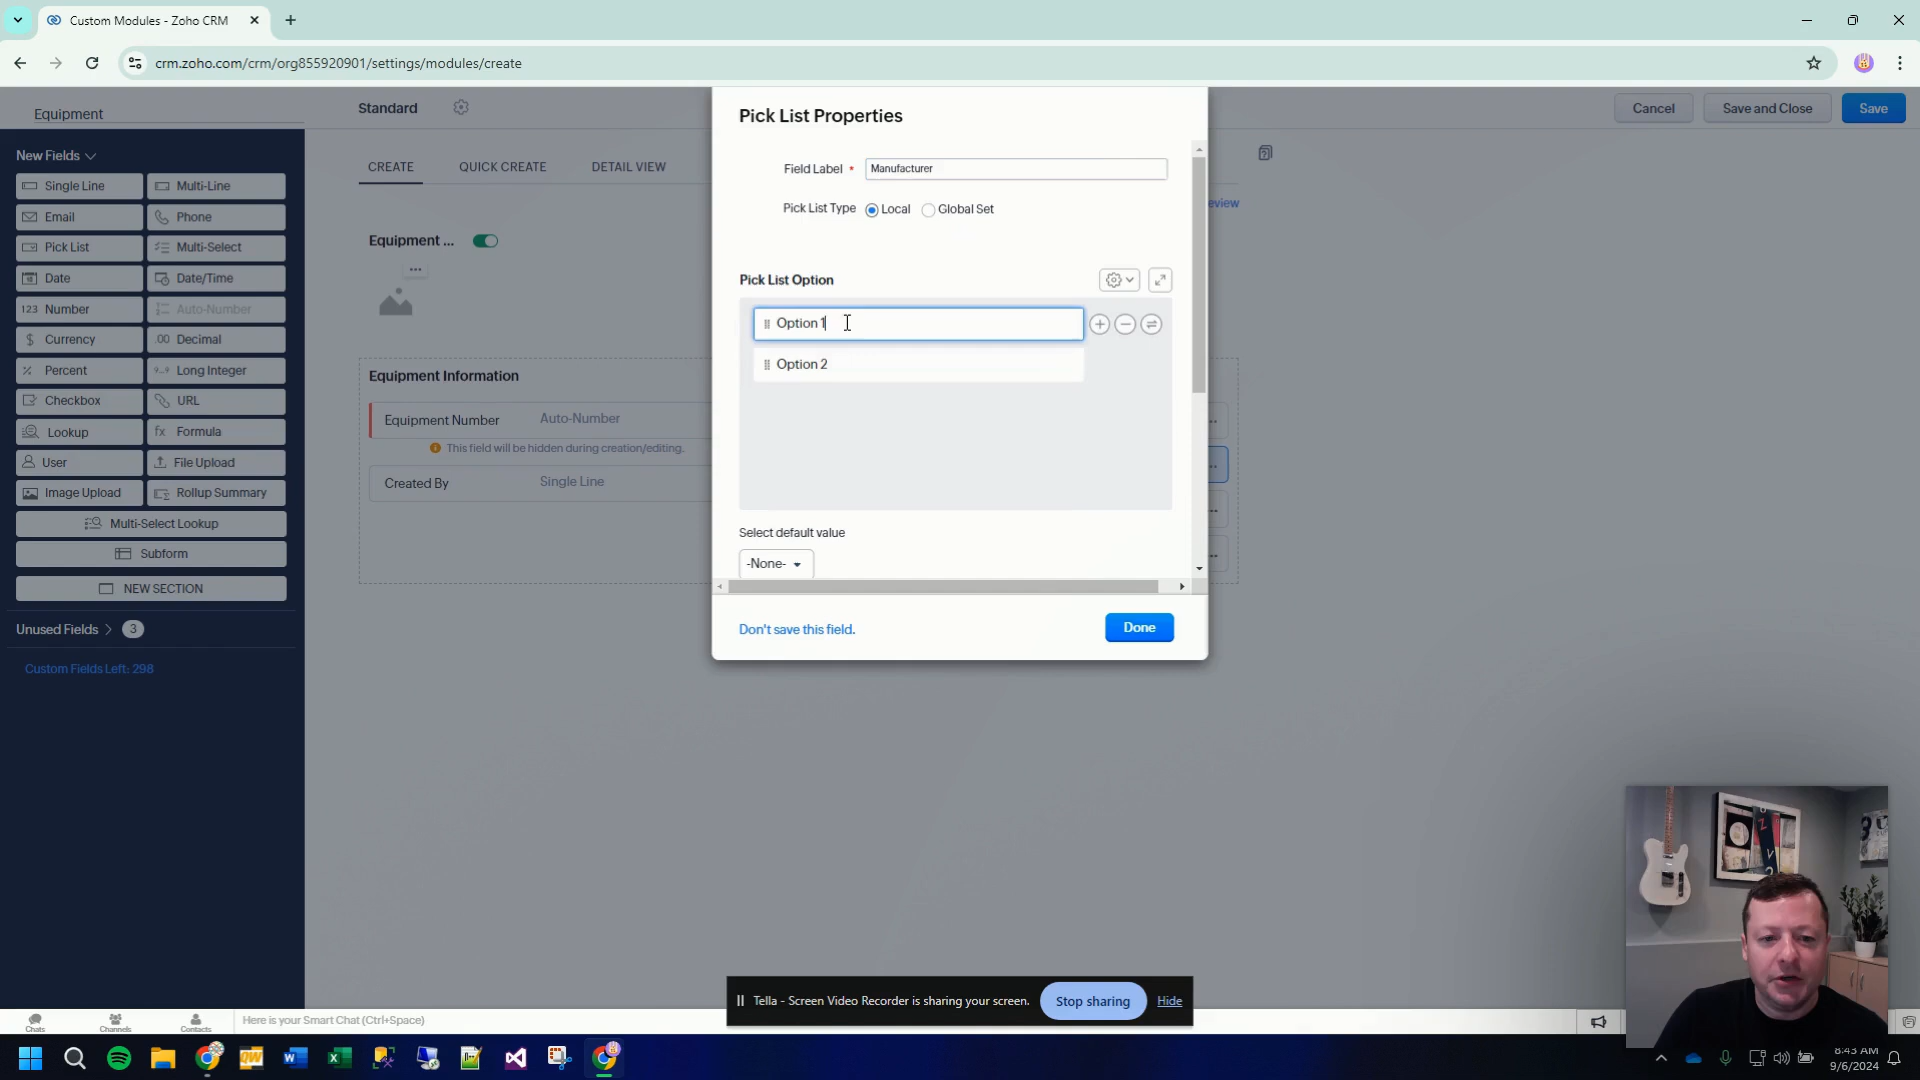 Custom Modules - Zoho CRM
crm.zoho.com/crm/org855920901/settings/modules/create
Equipment
Standard
Cancel
Save and Close
Save
New Fields
Single Line
Multi-Line
Email
Phone
Pick List
Multi-Select
Date
Date/Time
123 Number
Auto-Number
$ Currency
.00 Decimal
% Percent
Long Integer
Checkbox
URL
Lookup
fx Formula
User
File Upload
Image Upload
Rollup Summary
Multi-Select Lookup
Subform
NEW SECTION
Unused Fields > 3
Custom Fields Left: 298
CREATE
QUICK CREATE
DETAIL VIEW
eview
Equipment ...
Equipment Information
Equipment Number
Auto-Number
This field will be hidden during creation/editing.
Created By
Single Line
Pick List Properties
Field Label *
Manufacturer
Pick List Type
Local
Global Set
Pick List Option
Option 1
Option 2
Select default value
-None-
Don't save this field.
Done
Tella - Screen Video Recorder is sharing your screen.
Stop sharing
Hide
Chats
Channels
Contacts
Here is your Smart Chat (Ctrl+Space)
8:43 AM
9/6/2024